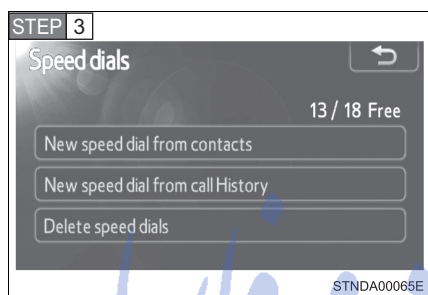 STEP 3
Speed dials
13 / 18 Free
New speed dial from contacts
New speed dial from call History
Delete speed dials
STNDA00065E